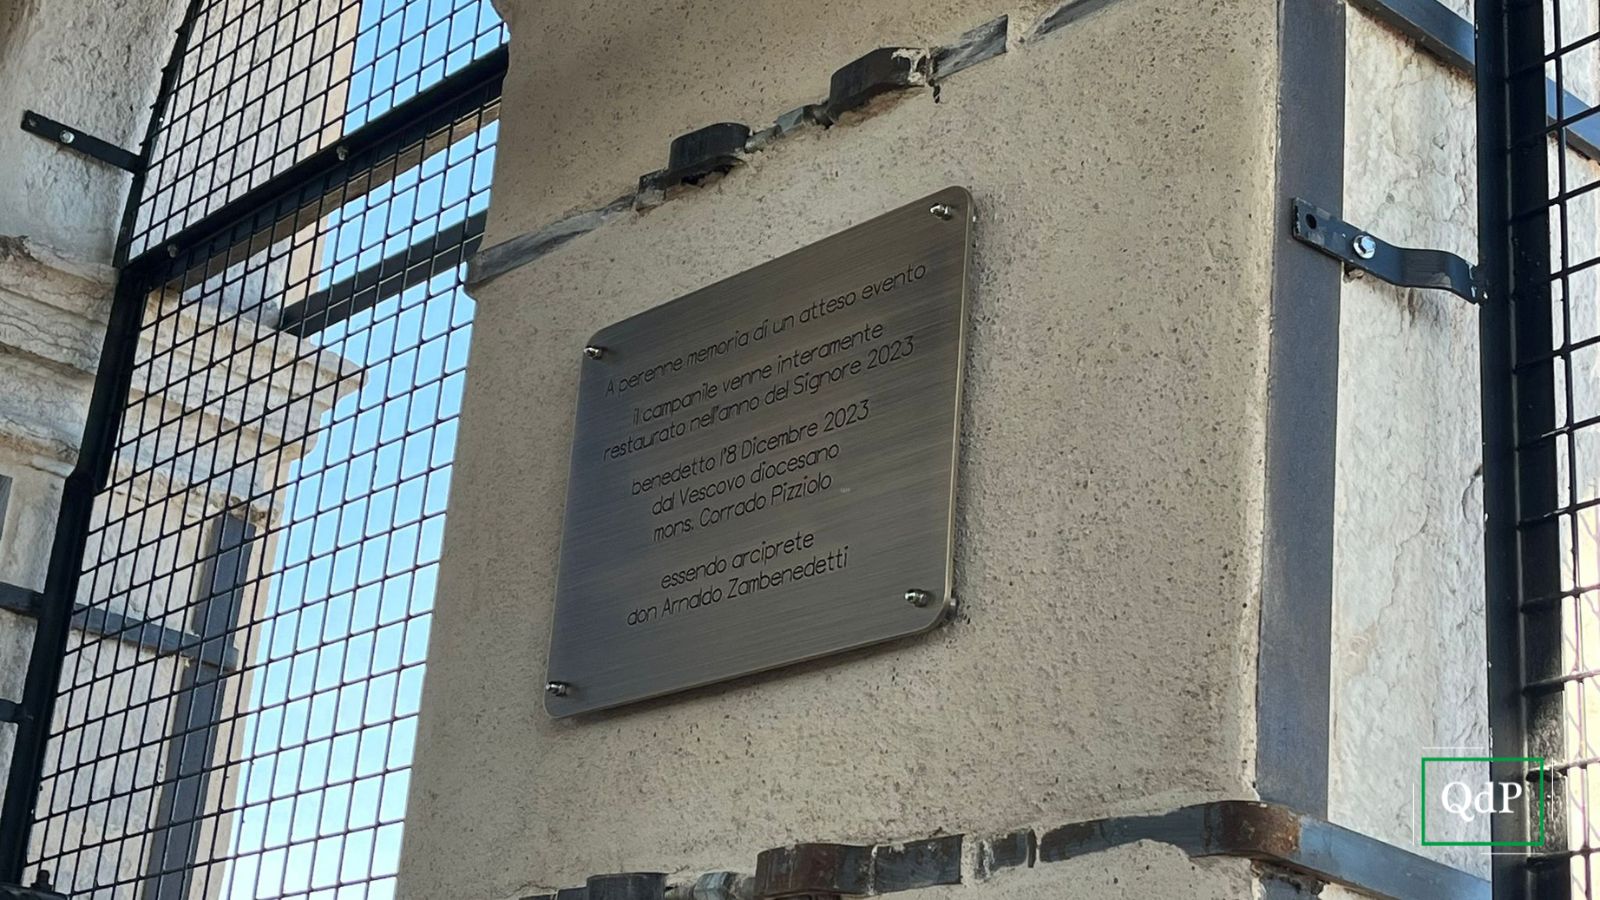 A perenne memoria di un atteso evento
il campanile venne interamente
restaurato nell'anno del Signore 2023
benedetto l'8 Dicembre 2023
dal Vescovo diocesano
mons. Corrado Pizziolo
essendo arciprete
don Arnaldo Zambenedetti
QdP